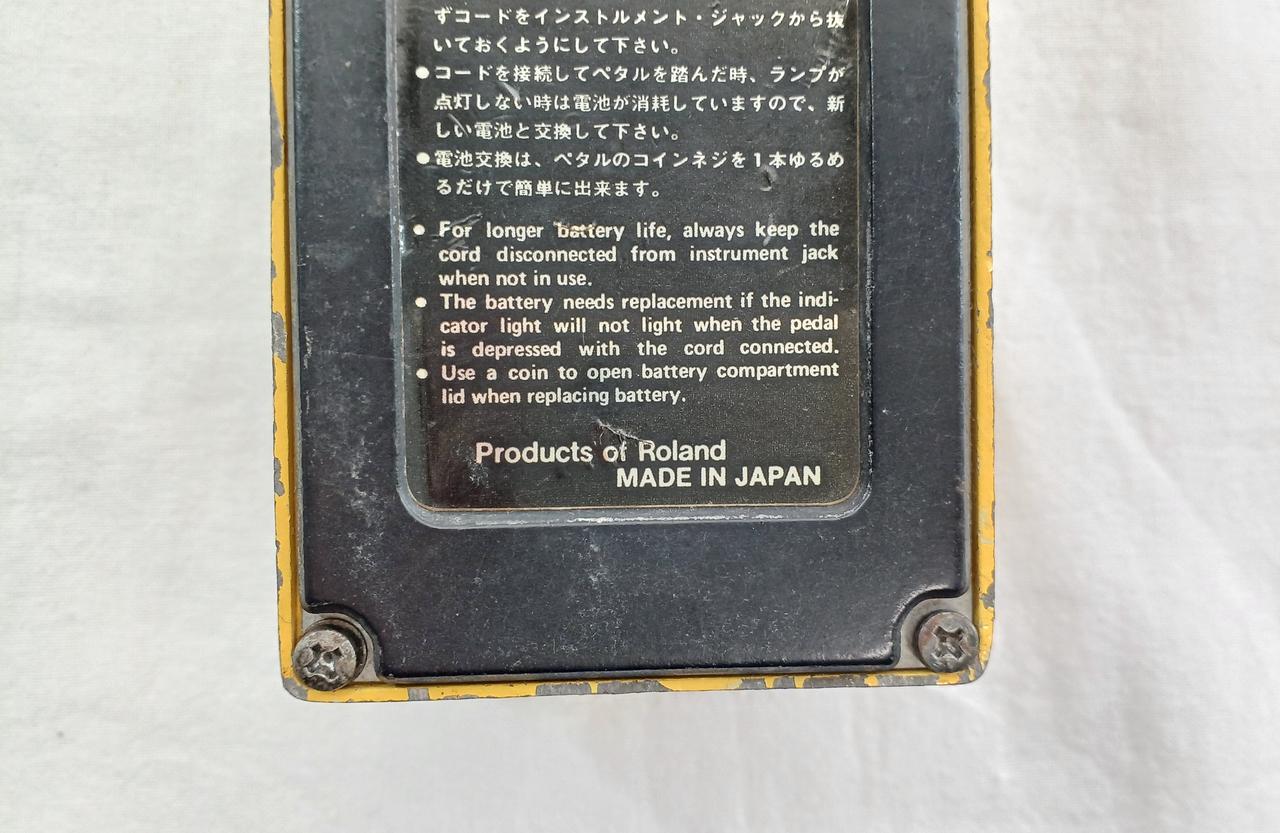 ずコードをインストルメント・ジャックから抜
いておくようにして下さい。
●コードを接続してペタルを踏んだ時、ランプが
点灯しない時は電池が消耗していますので、新
しい電池と交換して下さい。
●電池交換は、ペタルのコインネジを1本ゆるめ
るだけで簡単に出来ます。
● For longer battery life, always keep the
cord disconnected from instrument jack
when not in use.
● The battery needs replacement if the indi-
cator light will not light when the pedal
is depressed with the cord connected.
● Use a coin to open battery compartment
lid when replacing battery.
Products of Roland
MADE IN JAPAN